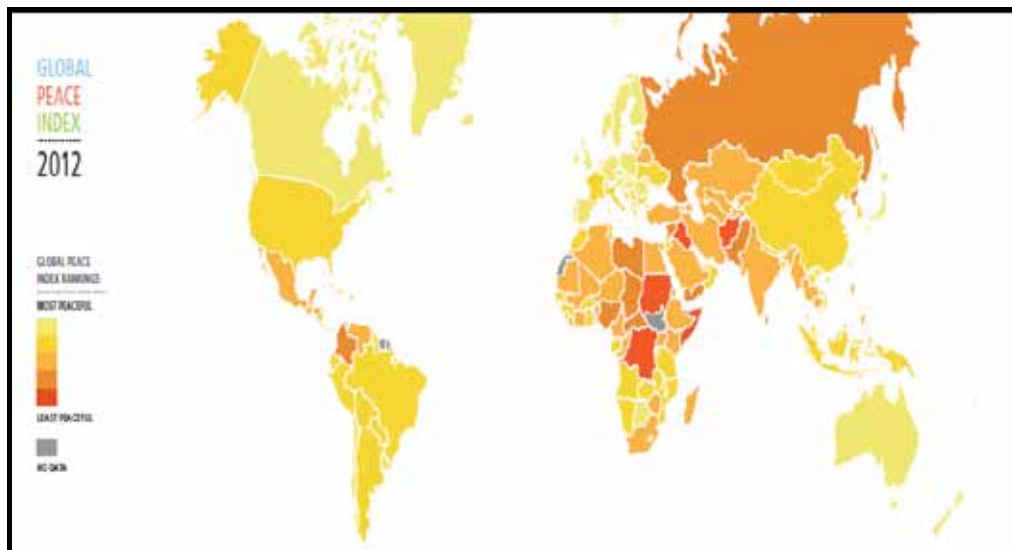 GLOBAL
PEACE
INDEX
2012
GLOBAL PEACE
INDEX RANKINGS:
MOST PEACEFUL
LEAST PEACEFUL
NO DATA